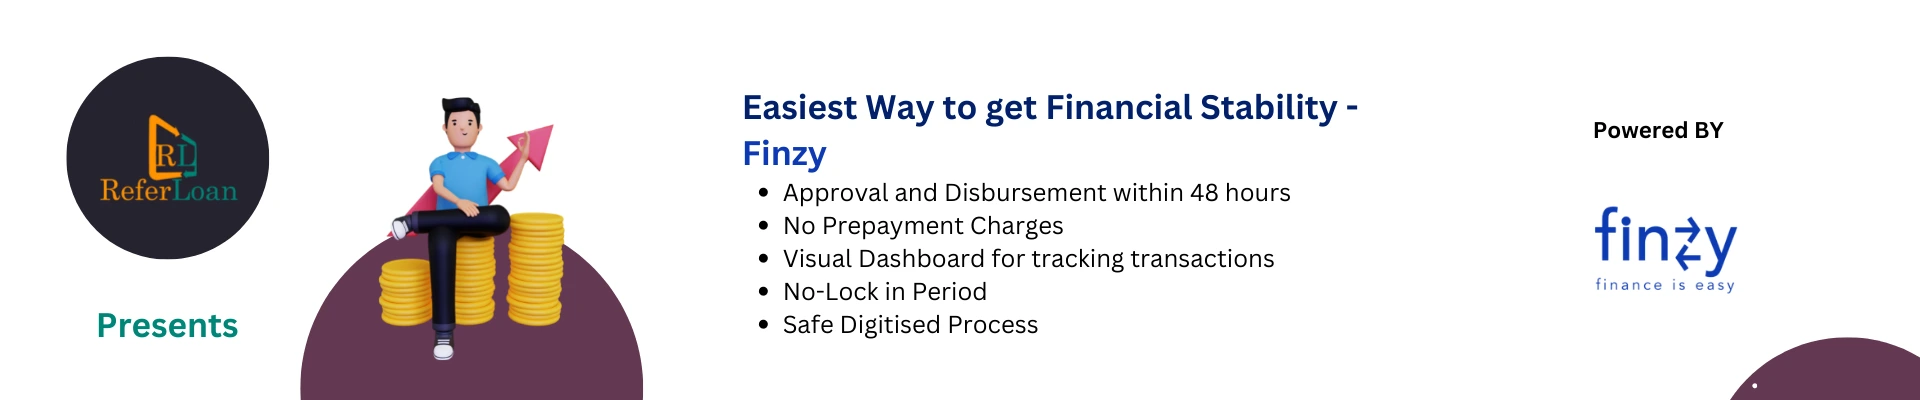 RL
ReferLoan
Presents
Easiest Way to get Financial Stability -
Finzy
• Approval and Disbursement within 48 hours
• No Prepayment Charges
• Visual Dashboard for tracking transactions
• No-Lock in Period
• Safe Digitised Process
Powered BY
finzy
finance is easy